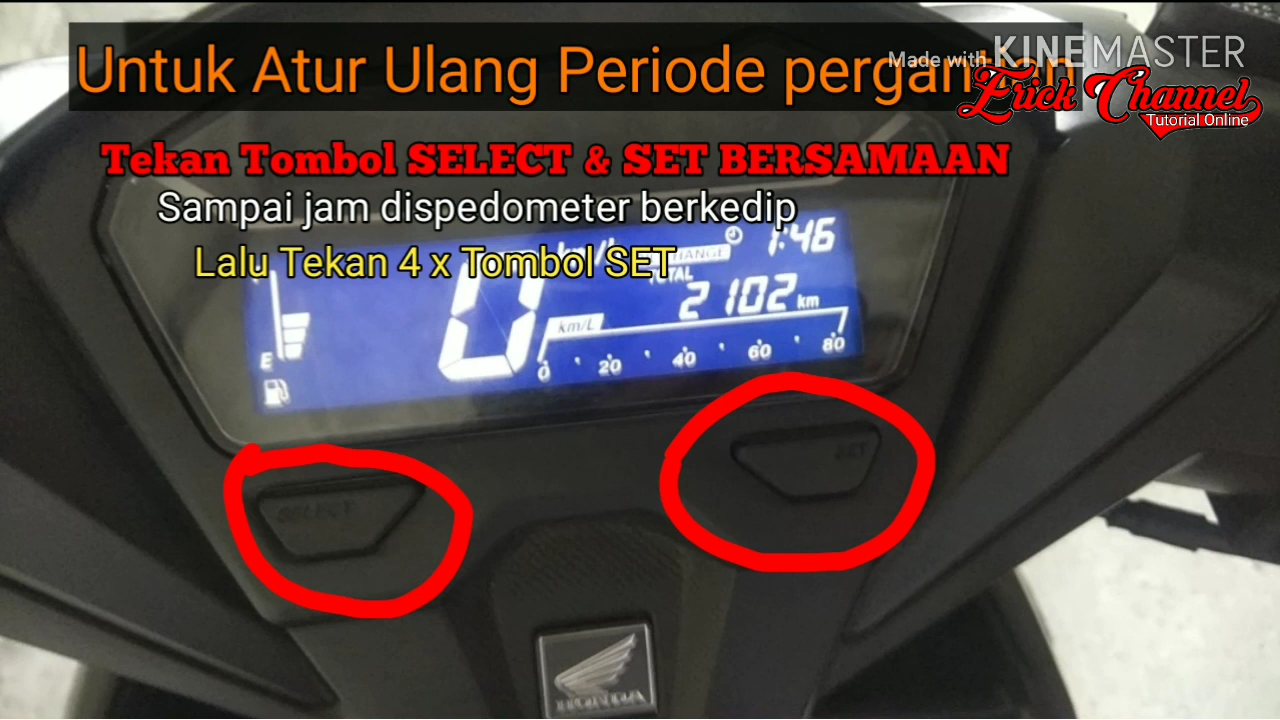 Made with KINEMASTER
Untuk Atur Ulang Periode
Erick Channel
Tutorial Online
Tekan Tombol SELECT & SET BERSAMAAN
Sampai jam dispedometer berkedip
Lalu Tekan 4 x Tombol SET
1:46
TOTAL
2102 km
0
km/L
0 20 40 60 80
E
SET
SELECT
HONDA